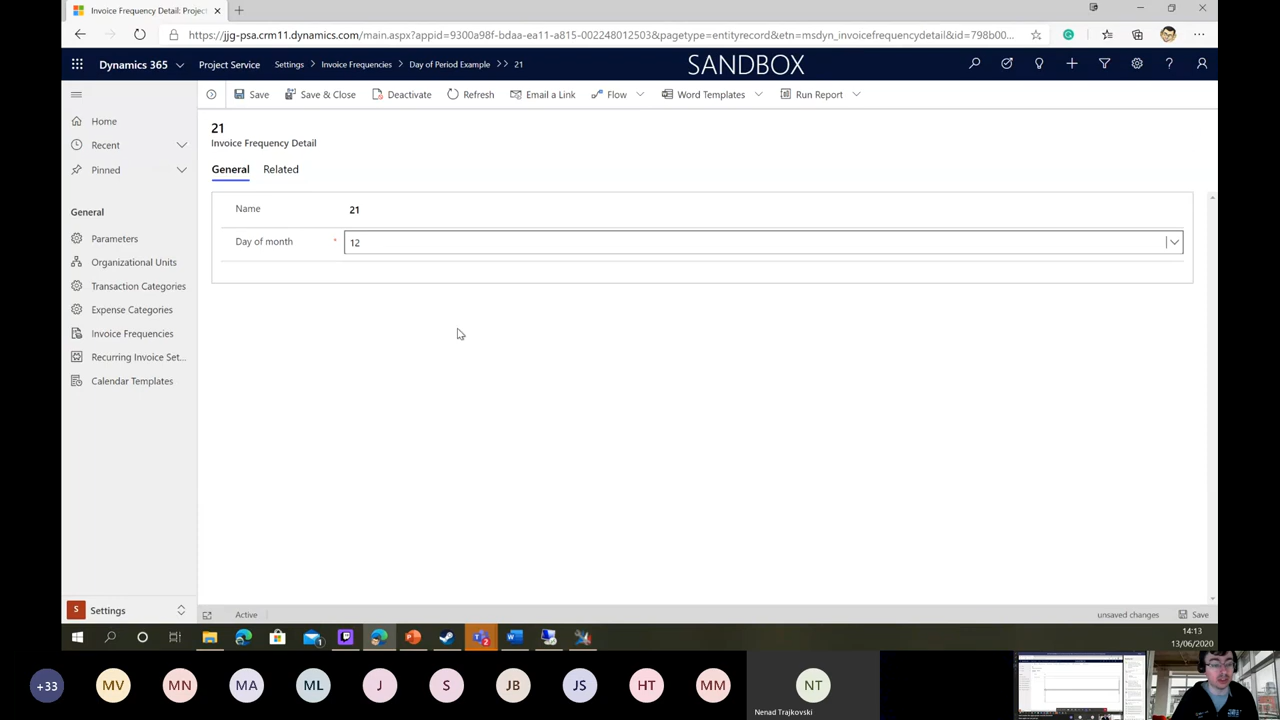 Invoice Frequency Detail: Project
https://jjg-psa.crm11.dynamics.com/main.aspx?appid=930fa98f-bdaa-ea11-a815-002248012503&pagetype=entityrecord&etn=msdyn_invoicefrequencydetail&id=798b00...
Dynamics 365
Project Service
Settings
Invoice Frequencies
Day of Period Example
21
SANDBOX
Save
Save & Close
Deactivate
Refresh
Email a Link
Flow
Word Templates
Run Report
Home
Recent
Pinned
General
Parameters
Organizational Units
Transaction Categories
Expense Categories
Invoice Frequencies
Recurring Invoice Set...
Calendar Templates
21
Invoice Frequency Detail
General Related
Name 21
Day of month * 12
S Settings
Active
unsaved changes
Save
14:13
13/06/2020
+33 MV MN MA ML J S JB JS HT MM NT
Nenad Trajkovski